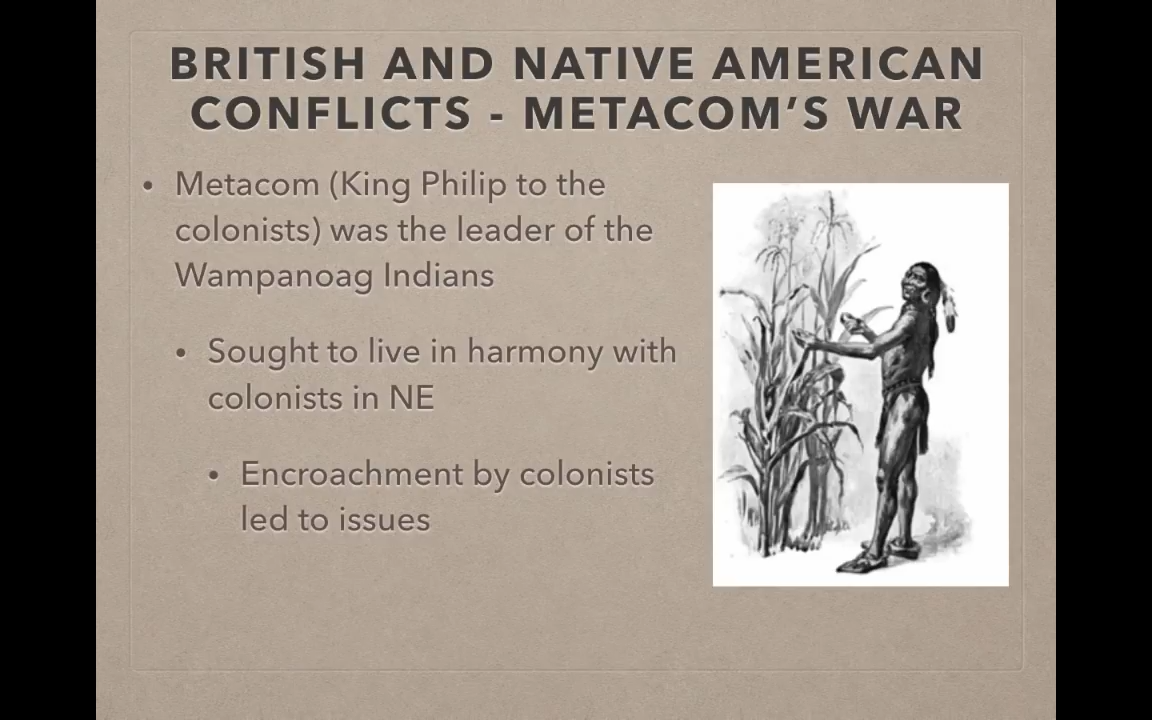 BRITISH AND NATIVE AMERICAN
CONFLICTS - METACOM’S WAR
• Metacom (King Philip to the
colonists) was the leader of the
Wampanoag Indians
• Sought to live in harmony with
colonists in NE
• Encroachment by colonists
led to issues